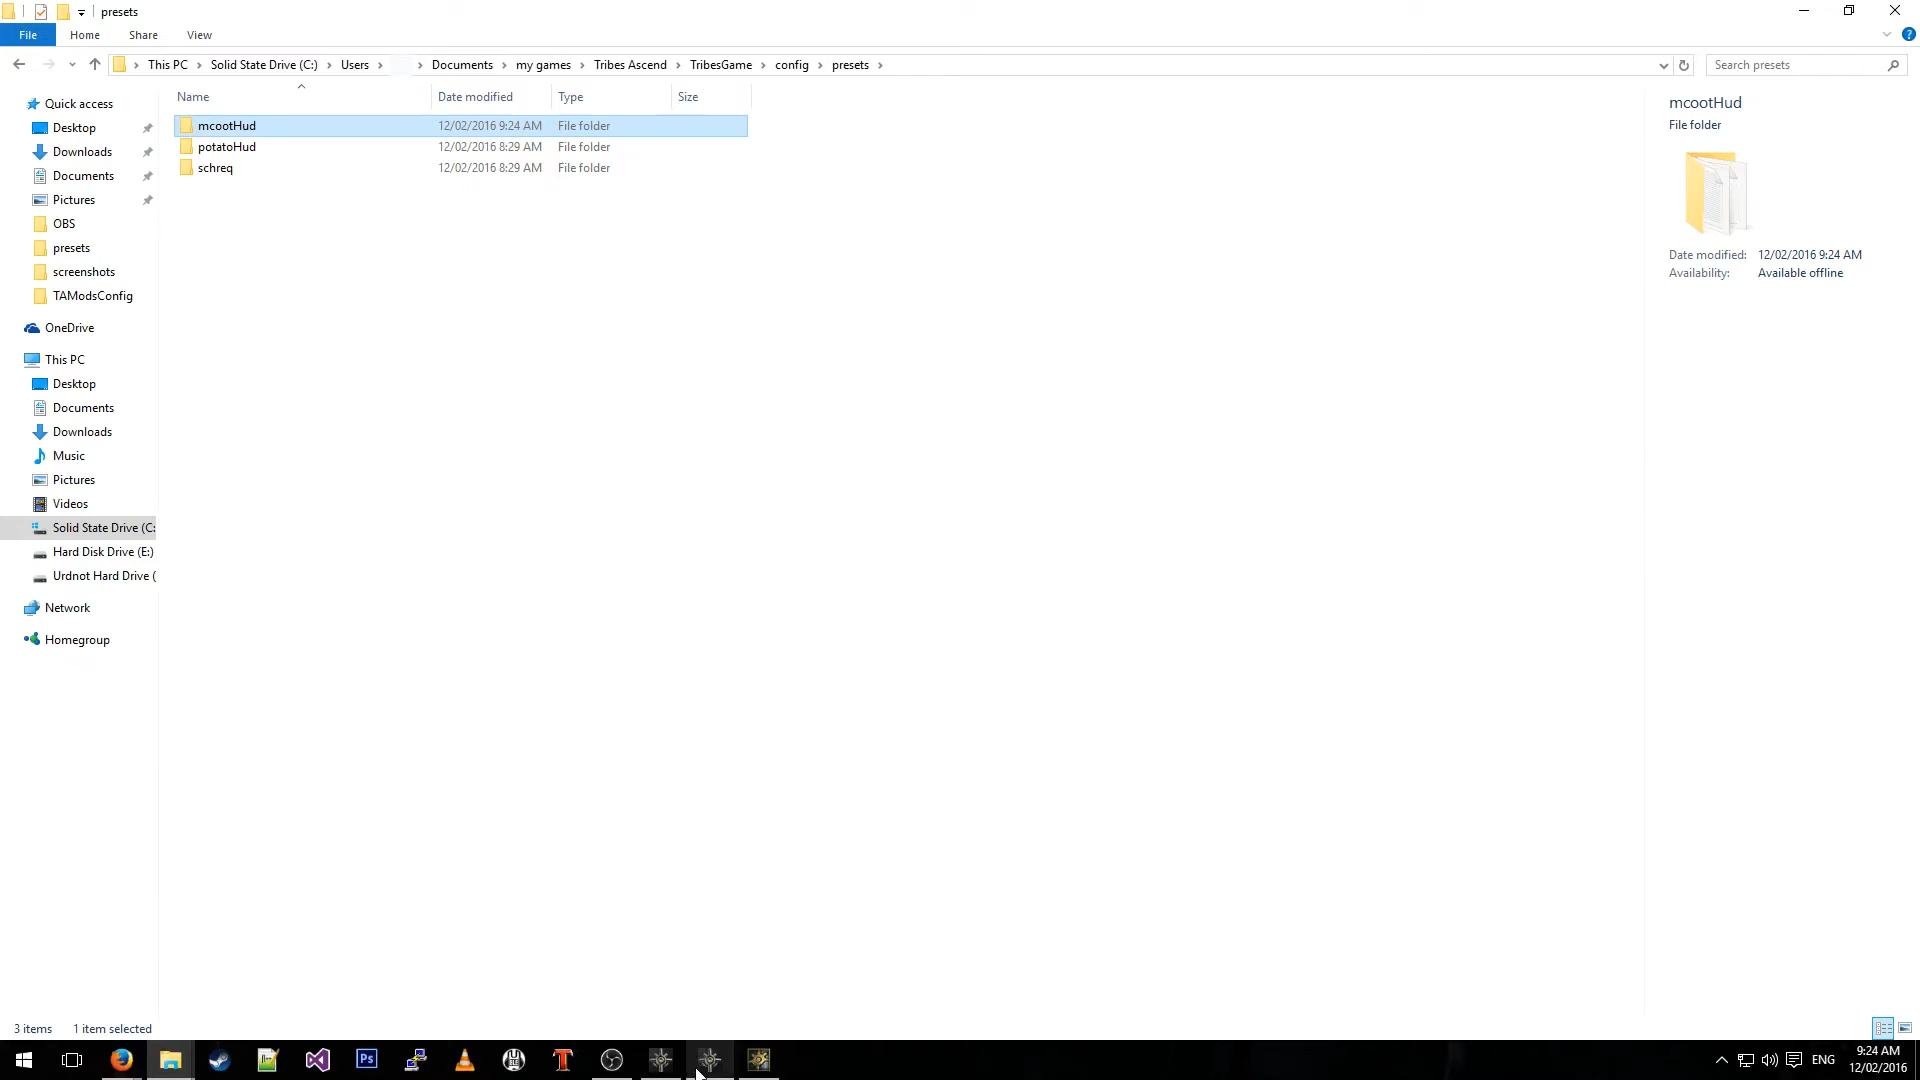 presets
File
Home
Share
View
This PC
Solid State Drive (C:)
Users
Documents
my games
Tribes Ascend
TribesGame
config
presets
Search presets
Name
Date modified
Type
Size
mcootHud
12/02/2016 9:24 AM
File folder
potatoHud
12/02/2016 8:29 AM
File folder
schreq
12/02/2016 8:29 AM
File folder
Quick access
Desktop
Downloads
Documents
Pictures
OBS
presets
screenshots
TAModsConfig
OneDrive
This PC
Desktop
Documents
Downloads
Music
Pictures
Videos
Solid State Drive (C:
Hard Disk Drive (E:)
Urdnot Hard Drive (
Network
Homegroup
mcootHud
File folder
Date modified: 12/02/2016 9:24 AM
Availability: Available offline
3 items
1 item selected
Ps
ENG
9:24 AM
12/02/2016